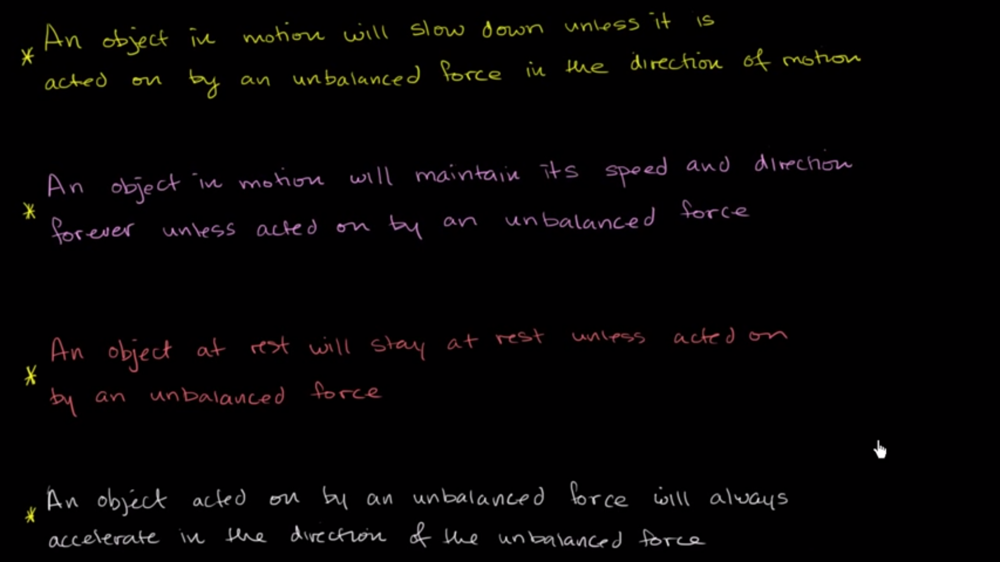 * An object in motion will slow down unless it is
acted on by an unbalanced force in the direction of motion
* An object in motion will maintain its speed and direction
forever unless acted on by an unbalanced force
* An object at rest will stay at rest unless acted on
by an unbalanced force
* An object acted on by an unbalanced force will always
accelerate in the direction of the unbalanced force